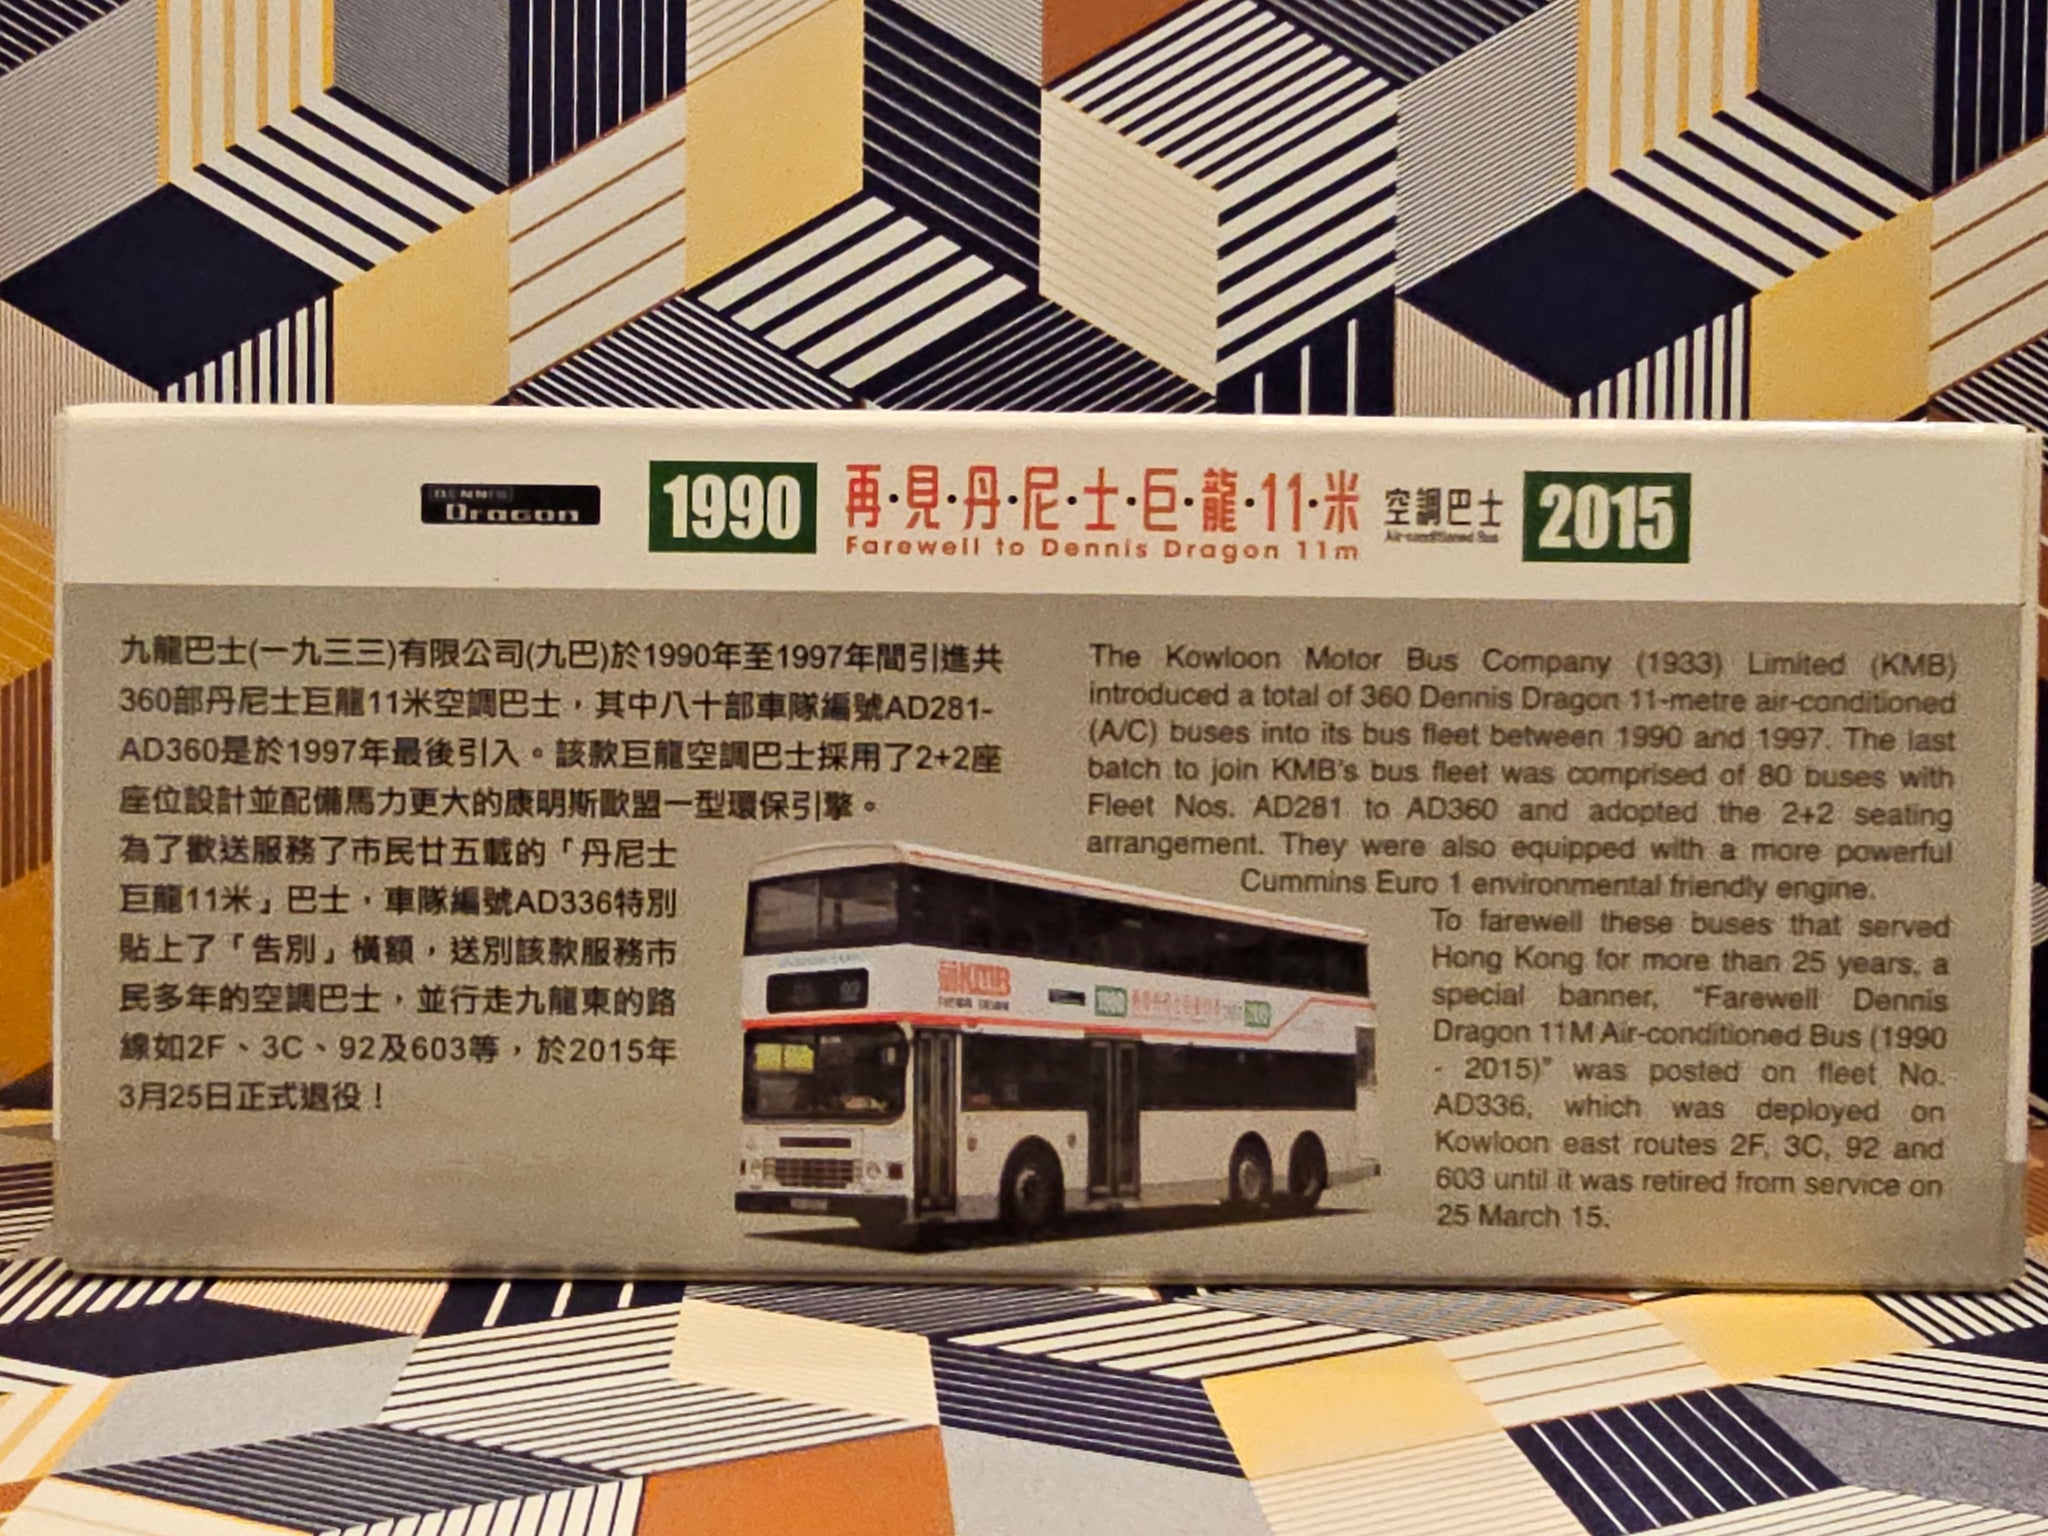 DENNIS
Dragon
1990
再·見·丹·尼·士·巨·龍·11·米
Farewell to Dennis Dragon 11m
空調巴士
Air-conditioned Bus
2015
九龍巴士(一九三三)有限公司(九巴)於1990年至1997年間引進共
360部丹尼士巨龍11米空調巴士，其中八十部車隊編號AD281-
AD360是於1997年最後引入。該款巨龍空調巴士採用了2+2座
座位設計並配備馬力更大的康明斯歐盟一型環保引擎。
為了歡送服務了市民廿五載的「丹尼士
巨龍11米」巴士，車隊編號AD336特別
貼上了「告別」橫額，送別該款服務市
民多年的空調巴士，並行走九龍東的路
線如2F、3C、92及603等，於2015年
3月25日正式退役！
The Kowloon Motor Bus Company (1933) Limited (KMB)
introduced a total of 360 Dennis Dragon 11-metre air-conditioned
(A/C) buses into its bus fleet between 1990 and 1997. The last
batch to join KMB's bus fleet was comprised of 80 buses with
Fleet Nos. AD281 to AD360 and adopted the 2+2 seating
arrangement. They were also equipped with a more powerful
Cummins Euro 1 environmental friendly engine.
To farewell these buses that served
Hong Kong for more than 25 years, a
special banner, "Farewell Dennis
Dragon 11M Air-conditioned Bus (1990
- 2015)" was posted on fleet No.
AD336, which was deployed on
Kowloon east routes 2F, 3C, 92 and
603 until it was retired from service on
25 March 15.
KMB
1990